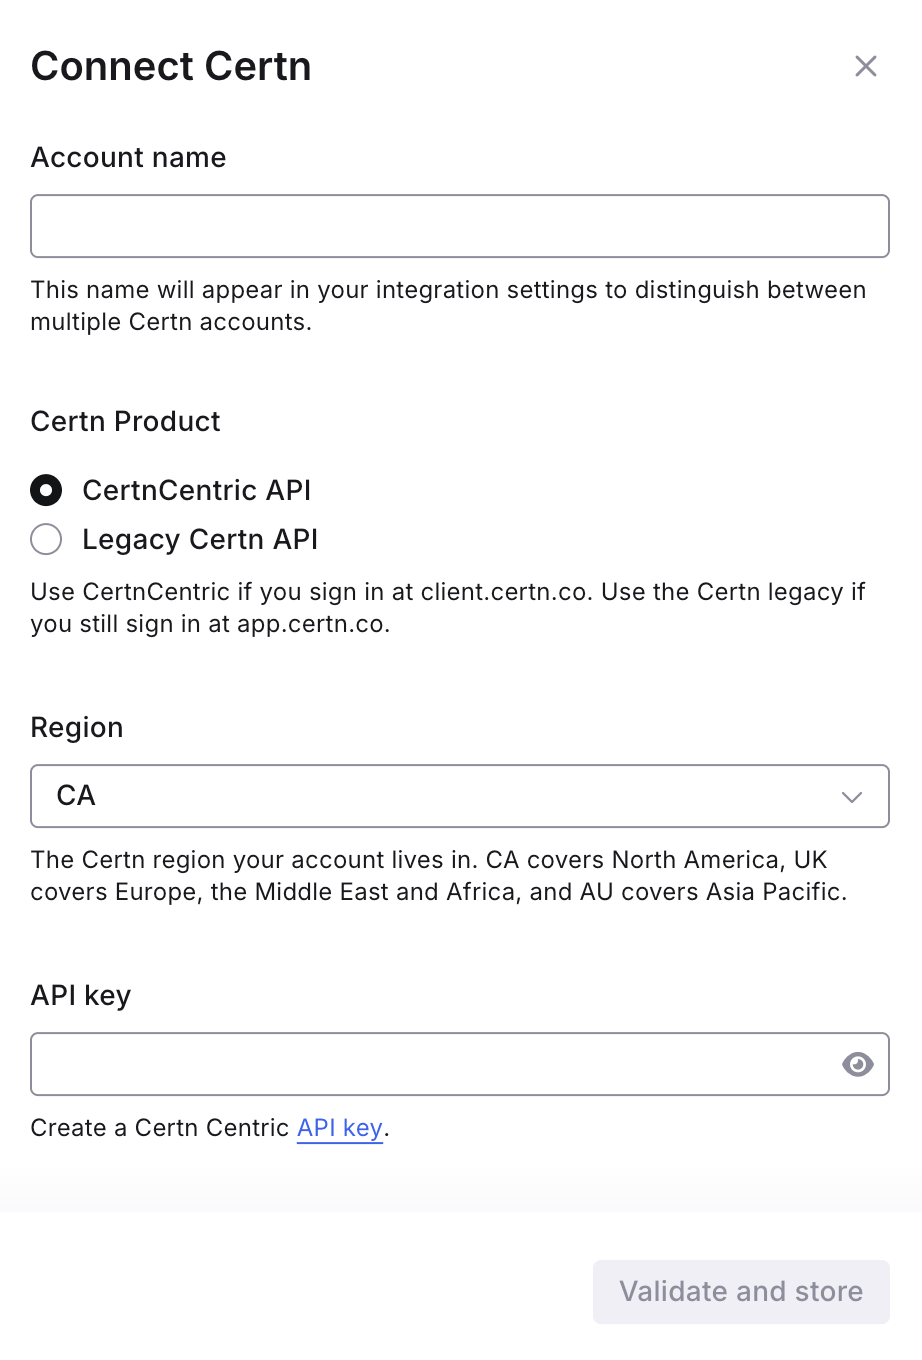 Connect Certn
Account name
This name will appear in your integration settings to distinguish between
multiple Certn accounts.
Certn Product
CertnCentric API
Legacy Certn API
Use CertnCentric if you sign in at client.certn.co. Use the Certn legacy if
you still sign in at app.certn.co.
Region
CA
The Certn region your account lives in. CA covers North America, UK
covers Europe, the Middle East and Africa, and AU covers Asia Pacific.
API key
Create a Certn Centric API key.
Validate and store